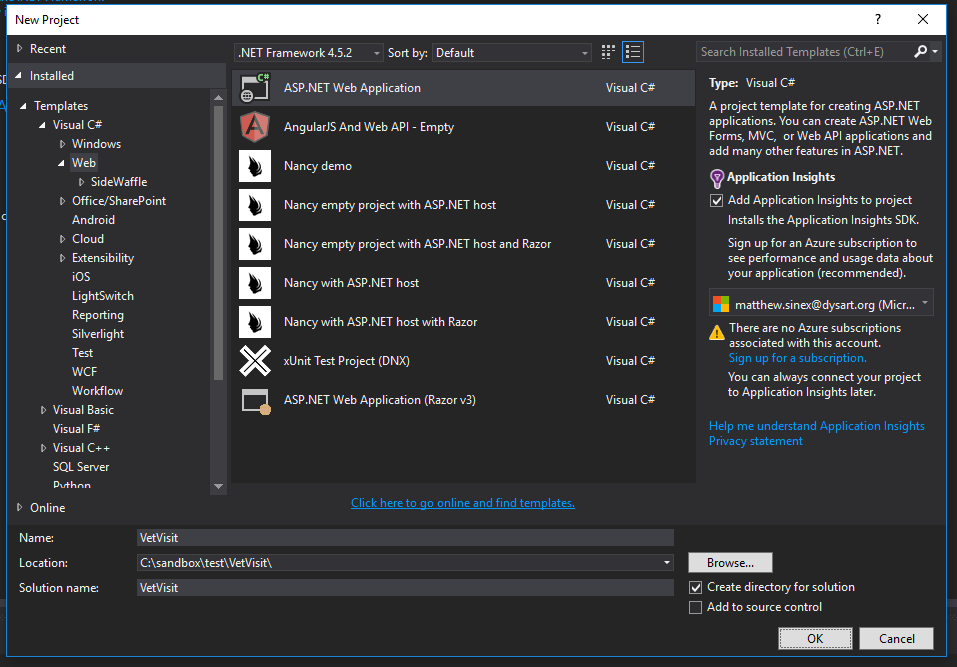 New Project
?
Recent
.NET Framework 4.5.2
Sort by:
Default
Search Installed Templates (Ctrl+E)
Installed
Templates
Visual C#
Windows
Web
SideWaffle
Office/SharePoint
Android
Cloud
Extensibility
iOS
LightSwitch
Reporting
Silverlight
Test
WCF
Workflow
Visual Basic
Visual F#
Visual C++
SQL Server
Python
Online
ASP.NET Web Application Visual C#
AngularJS And Web API - Empty Visual C#
Nancy demo Visual C#
Nancy empty project with ASP.NET host Visual C#
Nancy empty project with ASP.NET host and Razor Visual C#
Nancy with ASP.NET host Visual C#
Nancy with ASP.NET host with Razor Visual C#
xUnit Test Project (DNX) Visual C#
ASP.NET Web Application (Razor v3) Visual C#
Click here to go online and find templates.
Type: Visual C#
A project template for creating ASP.NET
applications. You can create ASP.NET Web
Forms, MVC, or Web API applications and
add many other features in ASP.NET.
Application Insights
Add Application Insights to project
Installs the Application Insights SDK.
Sign up for an Azure subscription to
see performance and usage data about
your application (recommended).
matthew.sinex@dysart.org (Micr...
There are no Azure subscriptions
associated with this account.
Sign up for a subscription.
You can always connect your project
to Application Insights later.
Help me understand Application Insights
Privacy statement
Name: VetVisit
Location: C:\sandbox\test\VetVisit\
Browse...
Solution name: VetVisit
Create directory for solution
Add to source control
OK
Cancel